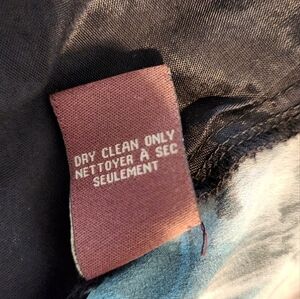 DRY CLEAN ONLY
NETTOYER À SEC
SEULEMENT